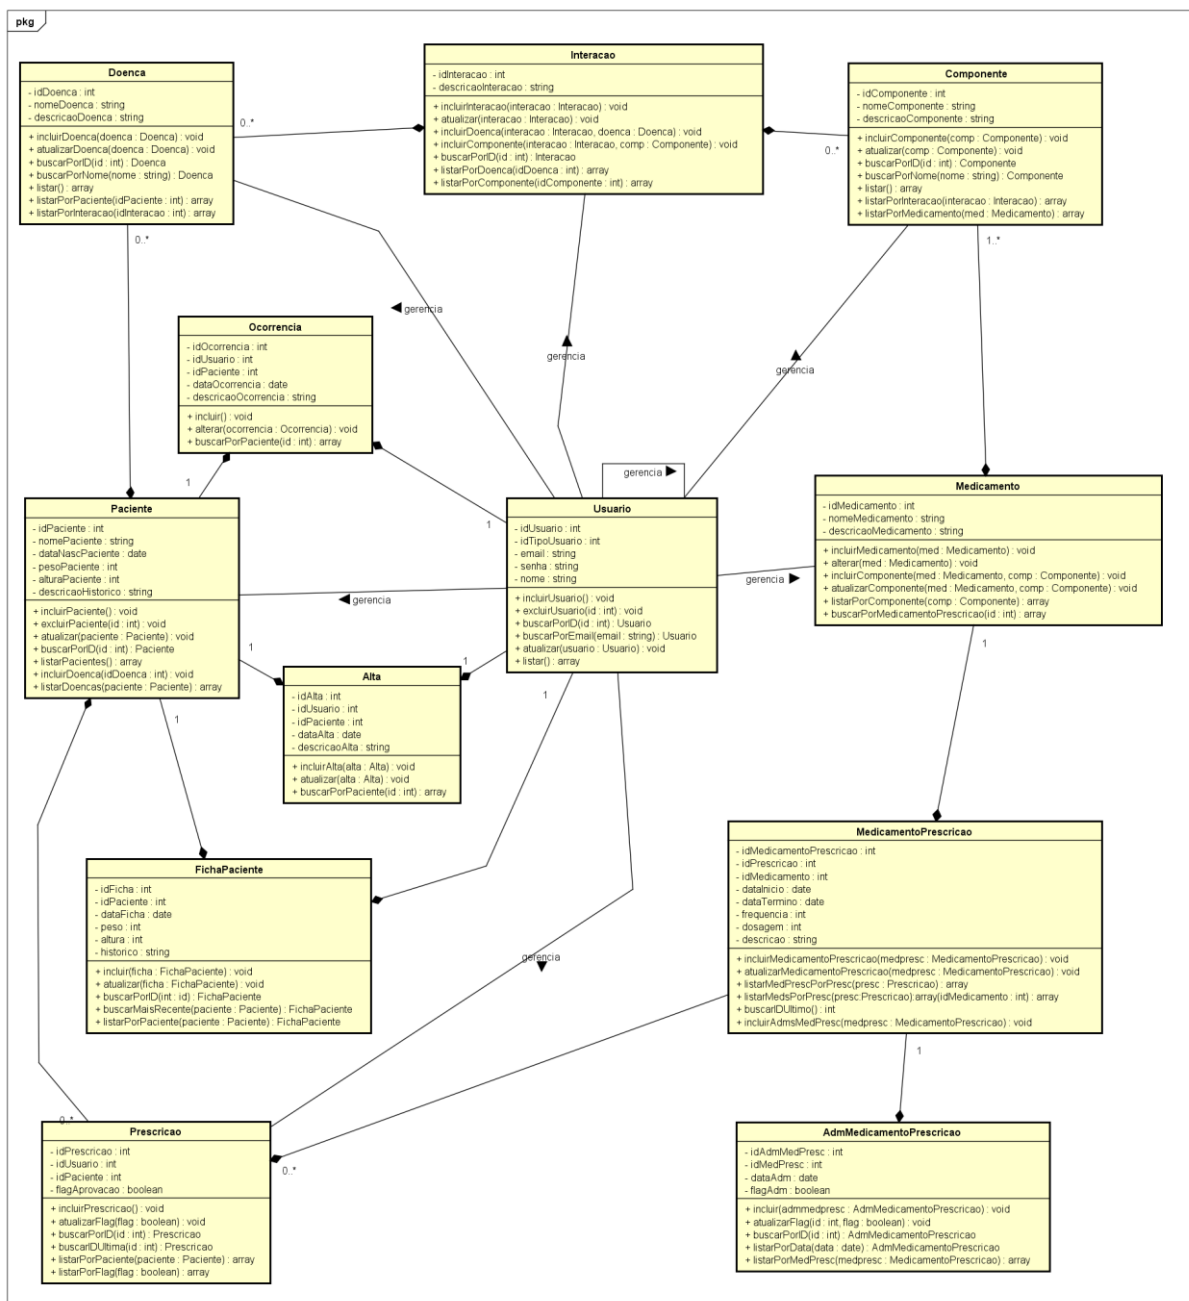 pkg
Doenca
- idDoenca : int
- nomeDoenca : string
- descricaoDoenca : string
+ incluirDoenca(doenca : Doenca) : void
+ atualizarDoenca(doenca : Doenca) : void
+ buscarPorID(id : int) : Doenca
+ buscarPorNome(nome : string) : Doenca
+ listar() : array
+ listarPorPaciente(idPaciente : int) : array
+ listarPorInteracao(idInteracao : int) : array
0..*
0..*
Interacao
- idInteracao : int
- descricaoInteracao : string
+ incluirInteracao(interacao : Interacao) : void
+ atualizar(interacao : Interacao) : void
+ incluirDoenca(interacao : Interacao, doenca : Doenca) : void
+ incluirComponente(interacao : Interacao, comp : Componente) : void
+ buscarPorID(id : int) : Interacao
+ listarPorDoenca(idDoenca : int) : array
+ listarPorComponente(idComponente : int) : array
0..*
Componente
- idComponente : int
- nomeComponente : string
- descricaoComponente : string
+ incluirComponente(comp : Componente) : void
+ atualizar(comp : Componente) : void
+ buscarPorID(id : int) : Componente
+ buscarPorNome(nome : string) : Componente
+ listar() : array
+ listarPorInteracao(interacao : Interacao) : array
+ listarPorMedicamento(med : Medicamento) : array
1..*
gerencia
gerencia
gerencia
Ocorrencia
- idOcorrencia : int
- idUsuario : int
- idPaciente : int
- dataOcorrencia : date
- descricaoOcorrencia : string
+ incluir() : void
+ alterar(ocorrencia : Ocorrencia) : void
+ buscarPorPaciente(id : int) : array
1
1
gerencia
Paciente
- idPaciente : int
- nomePaciente : string
- dataNascPaciente : date
- pesoPaciente : int
- alturaPaciente : int
- descricaoHistorico : string
+ incluirPaciente() : void
+ excluirPaciente(id : int) : void
+ atualizar(paciente : Paciente) : void
+ buscarPorID(id : int) : Paciente
+ listarPacientes() : array
+ incluirDoenca(idDoenca : int) : void
+ listarDoencas(paciente : Paciente) : array
gerencia
Usuario
- idUsuario : int
- idTipoUsuario : int
- email : string
- senha : string
- nome : string
+ incluirUsuario() : void
+ excluirUsuario(id : int) : void
+ buscarPorID(id : int) : Usuario
+ buscarPorEmail(email : string) : Usuario
+ atualizar(usuario : Usuario) : void
+ listar() : array
gerencia
Medicamento
- idMedicamento : int
- nomeMedicamento : string
- descricaoMedicamento : string
+ incluirMedicamento(med : Medicamento) : void
+ alterar(med : Medicamento) : void
+ incluirComponente(med : Medicamento, comp : Componente) : void
+ atualizarComponente(med : Medicamento, comp : Componente) : void
+ listarPorComponente(comp : Componente) : array
+ buscarPorMedicamentoPrescricao(id : int) : array
1
1
1
1
1
Alta
- idAlta : int
- idUsuario : int
- idPaciente : int
- dataAlta : date
- descricaoAlta : string
+ incluirAlta(alta : Alta) : void
+ atualizar(alta : Alta) : void
+ buscarPorPaciente(id : int) : array
FichaPaciente
- idFicha : int
- idPaciente : int
- dataFicha : date
- peso : int
- altura : int
- historico : string
+ incluir(ficha : FichaPaciente) : void
+ atualizar(ficha : FichaPaciente) : void
+ buscarPorID(int : id) : FichaPaciente
+ buscarMaisRecente(paciente : Paciente) : FichaPaciente
+ listarPorPaciente(paciente : Paciente) : FichaPaciente
gerencia
MedicamentoPrescricao
- idMedicamentoPrescricao : int
- idPrescricao : int
- idMedicamento : int
- dataInicio : date
- dataTermino : date
- frequencia : int
- dosagem : int
- descricao : string
+ incluirMedicamentoPrescricao(medpresc : MedicamentoPrescricao) : void
+ atualizarMedicamentoPrescricao(medpresc : MedicamentoPrescricao) : void
+ listarMedPrescPorPresc(presc : Prescricao) : array
+ listarMedsPorPresc(presc:Prescricao):array(idMedicamento : int) : array
+ buscarIDUltimo() : int
+ incluirAdmsMedPresc(medpresc : MedicamentoPrescricao) : void
1
0..*
Prescricao
- idPrescricao : int
- idUsuario : int
- idPaciente : int
- flagAprovacao : boolean
+ incluirPrescricao() : void
+ atualizarFlag(flag : boolean) : void
+ buscarPorID(id : int) : Prescricao
+ buscarIDUltima(id : int) : Prescricao
+ listarPorPaciente(paciente : Paciente) : array
+ listarPorFlag(flag : boolean) : array
0..*
AdmMedicamentoPrescricao
- idAdmMedPresc : int
- idMedPresc : int
- dataAdm : date
- flagAdm : boolean
+ incluir(admmedpresc : AdmMedicamentoPrescricao) : void
+ atualizarFlag(id : int, flag : boolean) : void
+ buscarPorID(id : int) : AdmMedicamentoPrescricao
+ listarPorData(data : date) : AdmMedicamentoPrescricao
+ listarPorMedPresc(medpresc : MedicamentoPrescricao) : array